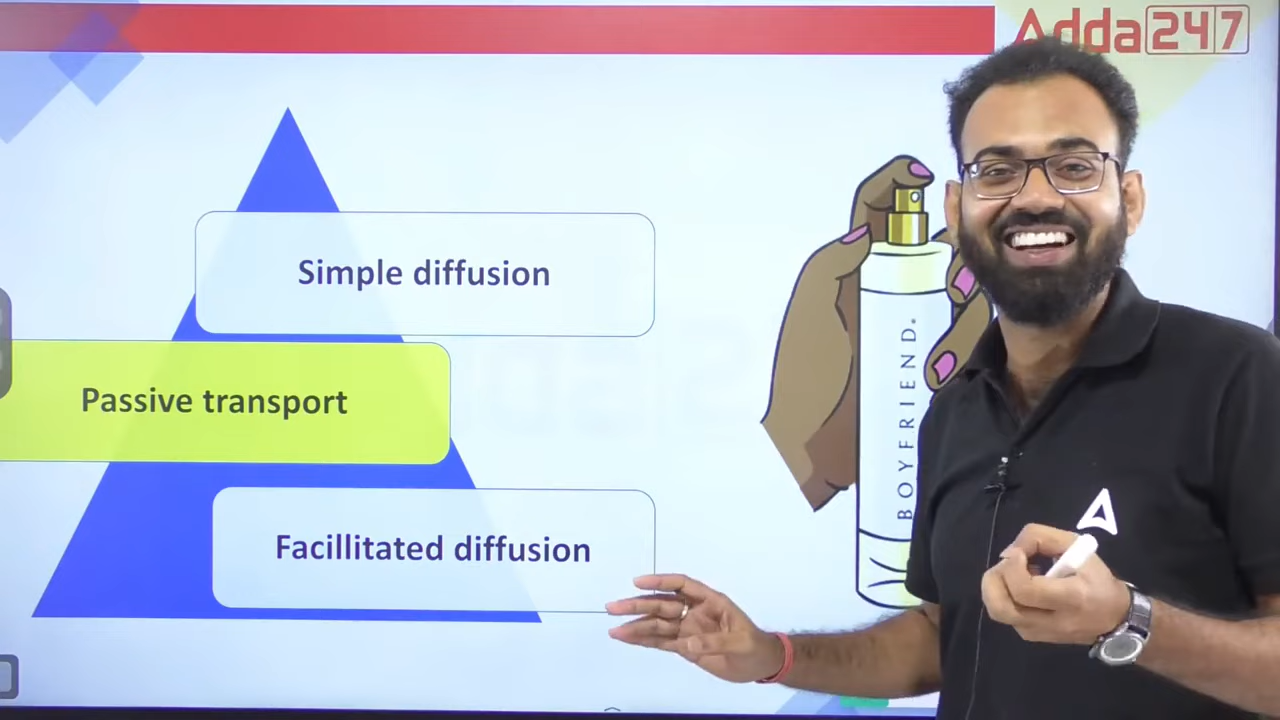 Adda247
Simple diffusion
Passive transport
Facillitated diffusion
BOYFRIEND.